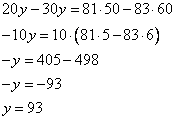 20y − 30y = 81·50 − 83·60
−10y = 10·(81·5 − 83·6)
−y = 405 − 498
−y = −93
y = 93